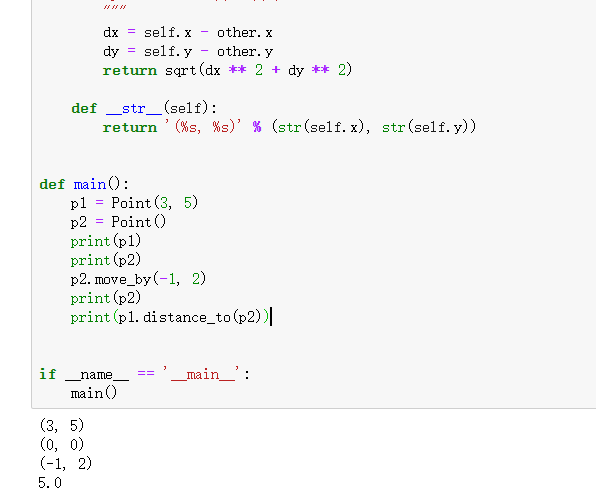 """
dx = self.x - other.x
dy = self.y - other.y
return sqrt(dx ** 2 + dy ** 2)
def __str__(self):
return '(%s, %s)' % (str(self.x), str(self.y))
def main():
p1 = Point(3, 5)
p2 = Point()
print(p1)
print(p2)
p2.move_by(-1, 2)
print(p2)
print(p1.distance_to(p2))
if __name__ == '__main__':
main()
(3, 5)
(0, 0)
(-1, 2)
5.0